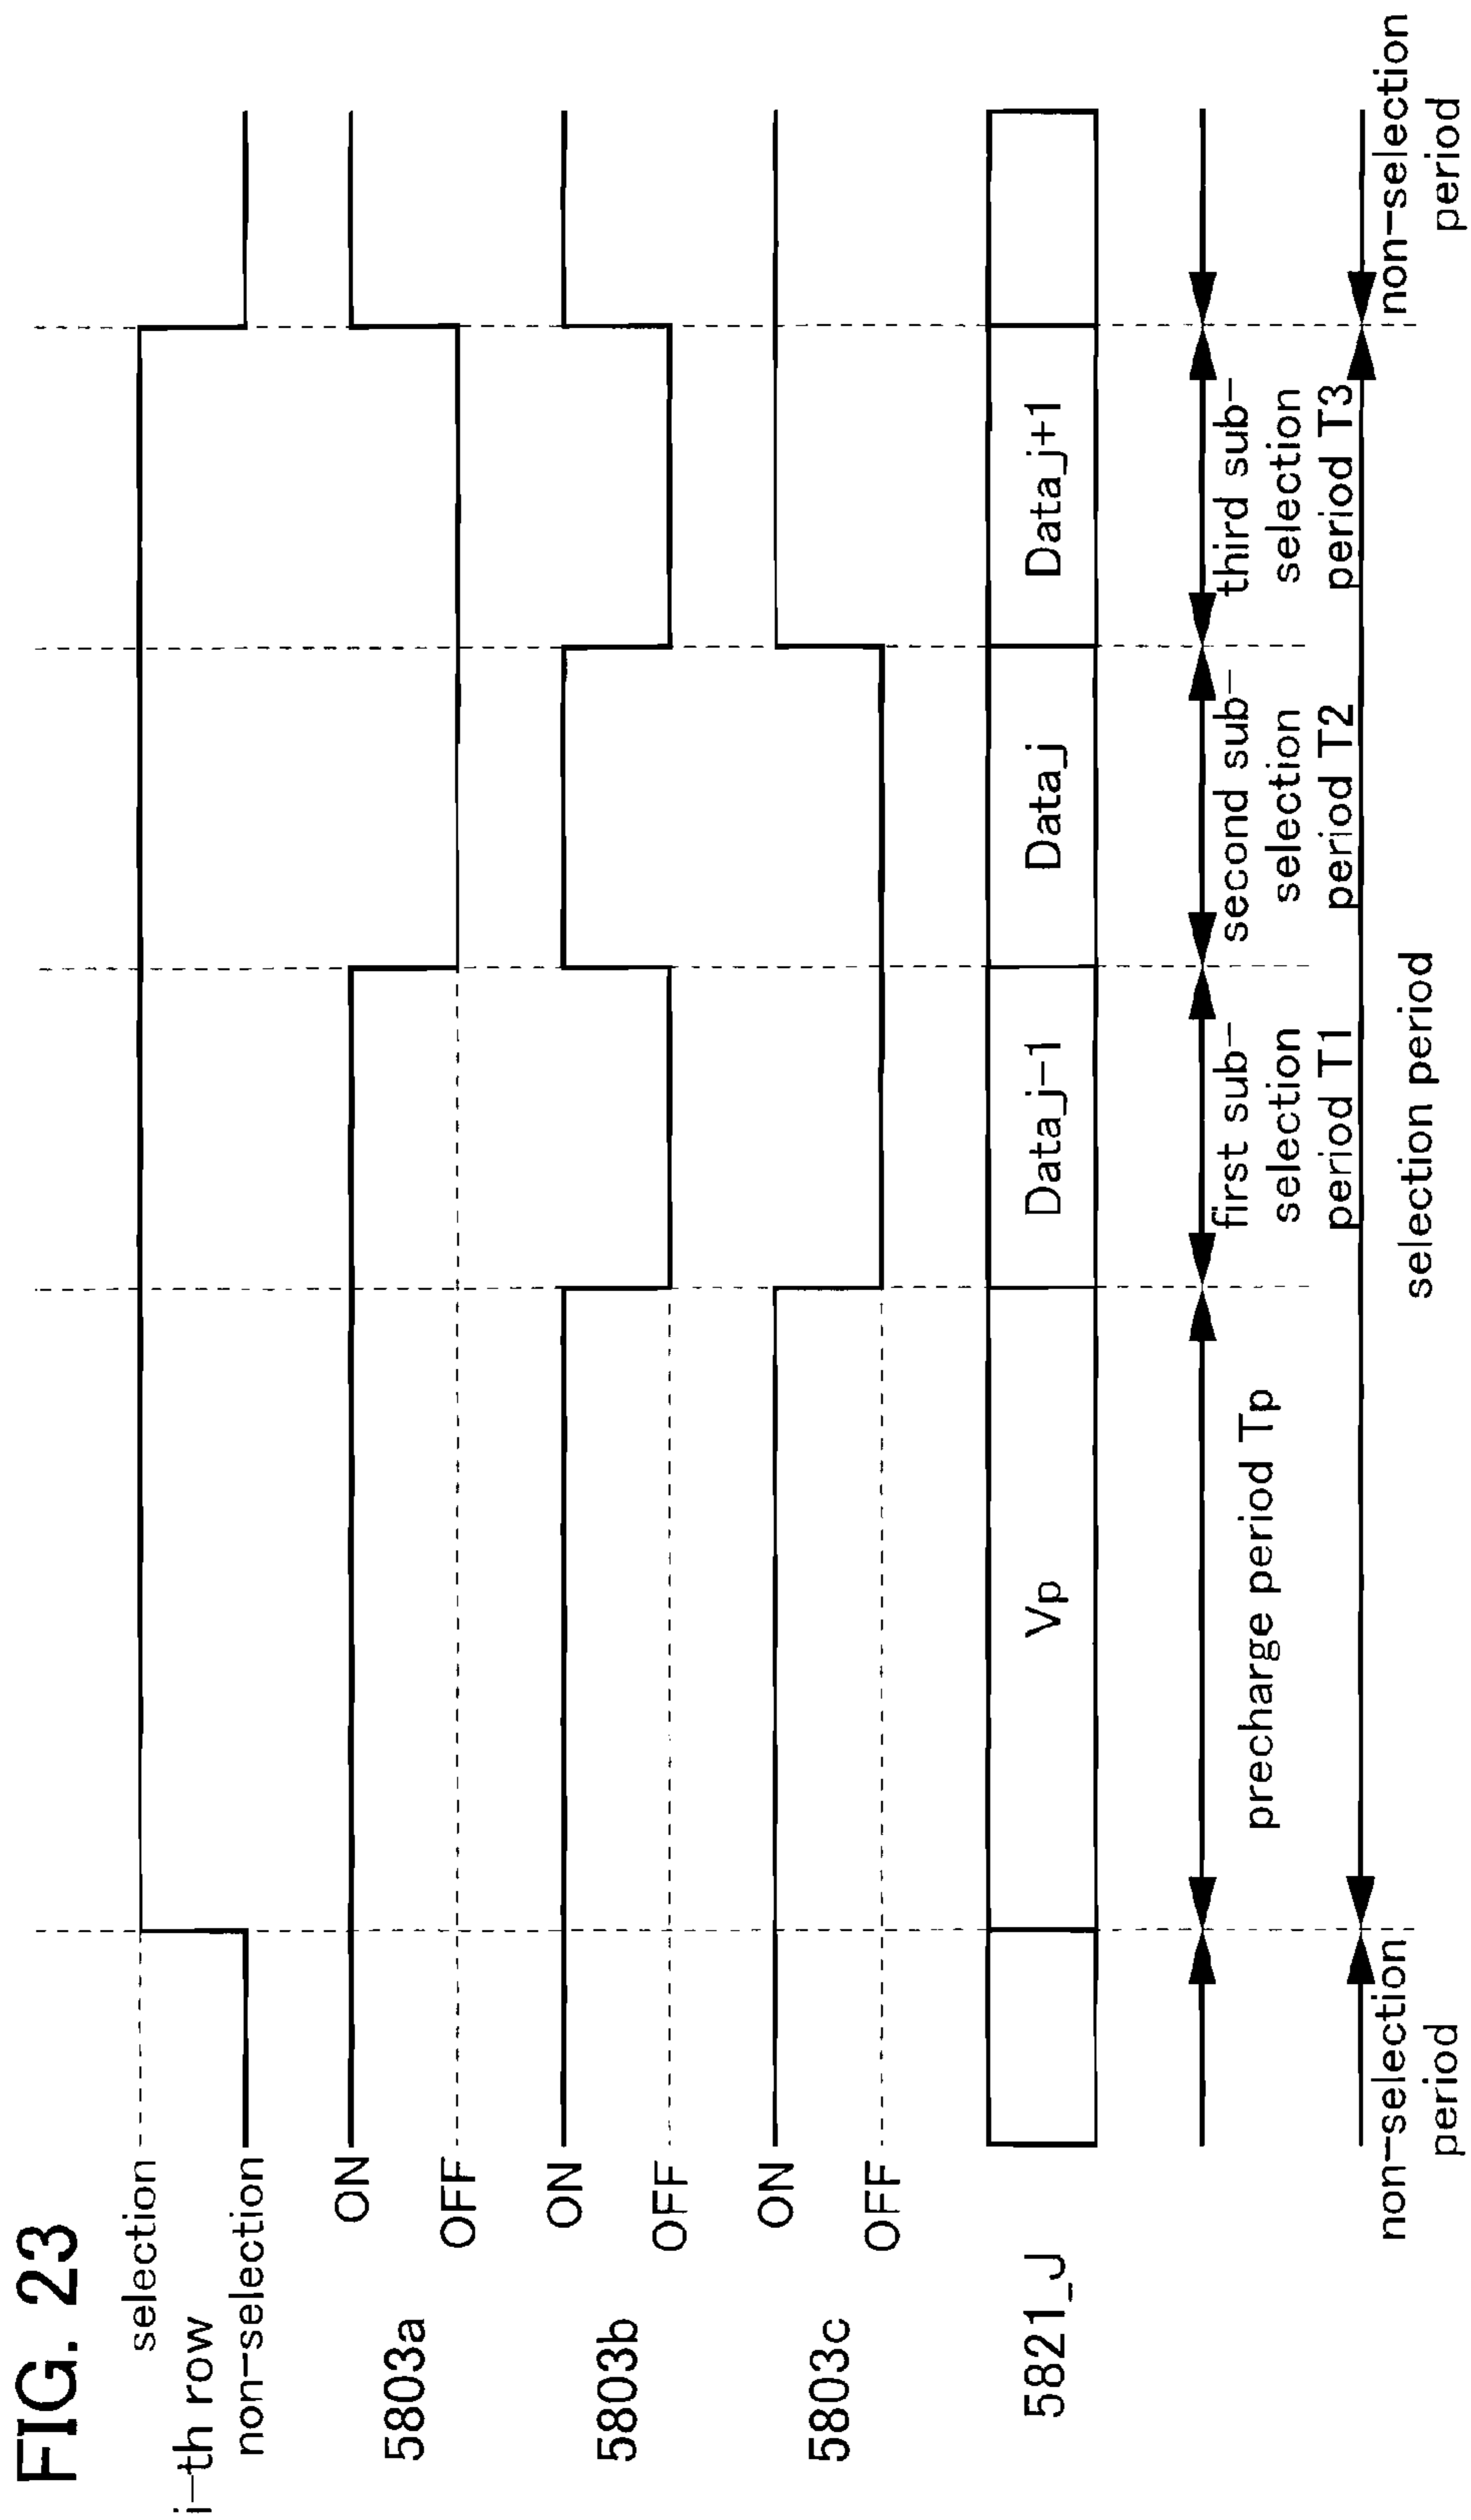 FIG. 23
selection
i-th row
non-selection
ON
5803a
OFF
ON
5803b
OFF
ON
5803c
OFF
5821_J
Vp
Data_j-1
Data_j
Data_j+1
precharge period Tp
first sub-
selection
period T1
second sub-
selection
period T2
third sub-
selection
period T3
non-selection
period
selection period
non-selection
period